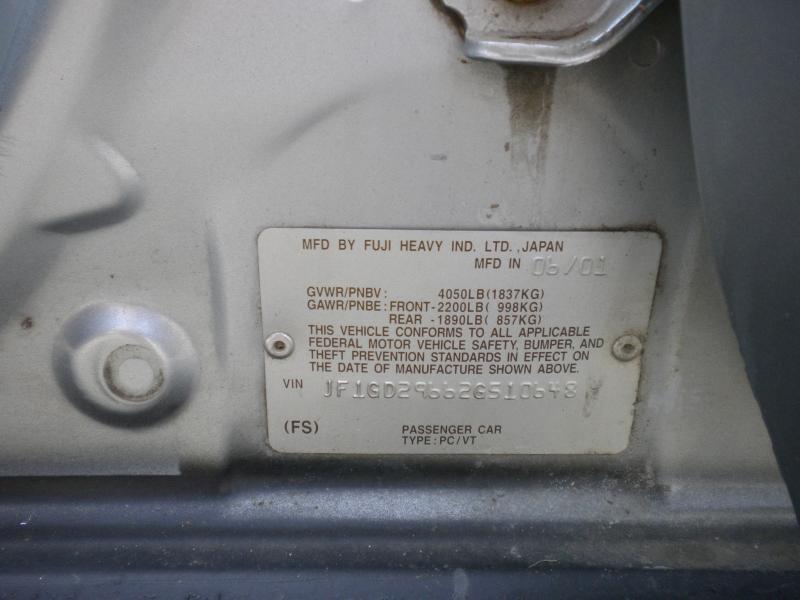 MFD BY FUJI HEAVY IND. LTD.,JAPAN
MFD IN 06/01
GVWR/PNBV: 4050LB(1837KG)
GAWR/PNBE: FRONT-2200LB( 998KG)
REAR -1890LB( 857KG)
THIS VEHICLE CONFORMS TO ALL APPLICABLE
FEDERAL MOTOR VEHICLE SAFETY, BUMPER, AND
THEFT PREVENTION STANDARDS IN EFFECT ON
THE DATE OF MANUFACTURE SHOWN ABOVE.
VIN JF1GD29662G510648
(FS) PASSENGER CAR
TYPE: PC/VT